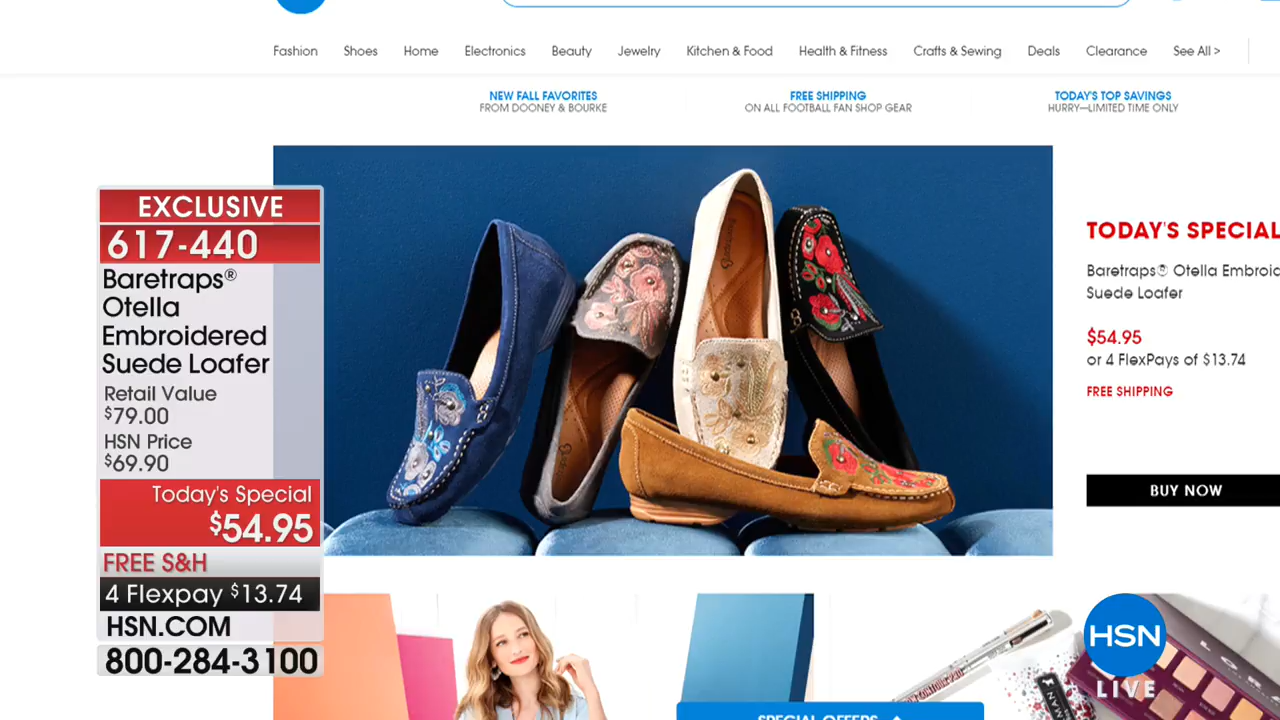 Fashion Shoes Home Electronics Beauty Jewelry Kitchen & Food Health & Fitness Crafts & Sewing Deals Clearance See All >
NEW FALL FAVORITES
FROM DOONEY & BOURKE
FREE SHIPPING
ON ALL FOOTBALL FAN SHOP GEAR
TODAY'S TOP SAVINGS
HURRY—LIMITED TIME ONLY
EXCLUSIVE
617-440
Baretraps®
Otella
Embroidered
Suede Loafer
Retail Value
$79.00
HSN Price
$69.90
Today's Special
$54.95
FREE S&H
4 Flexpay $13.74
HSN.COM
800-284-3100
TODAY'S SPECIAL
Baretraps® Otella Embroid
Suede Loafer
$54.95
or 4 FlexPays of $13.74
FREE SHIPPING
BUY NOW
SPECIAL OFFERS
HSN
LIVE